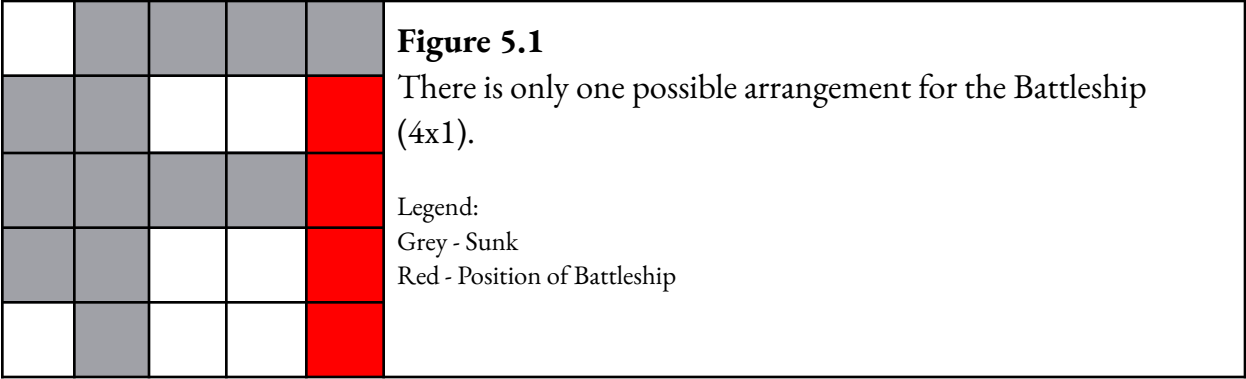 Figure 5.1
There is only one possible arrangement for the Battleship
(4x1).
Legend:
Grey - Sunk
Red - Position of Battleship